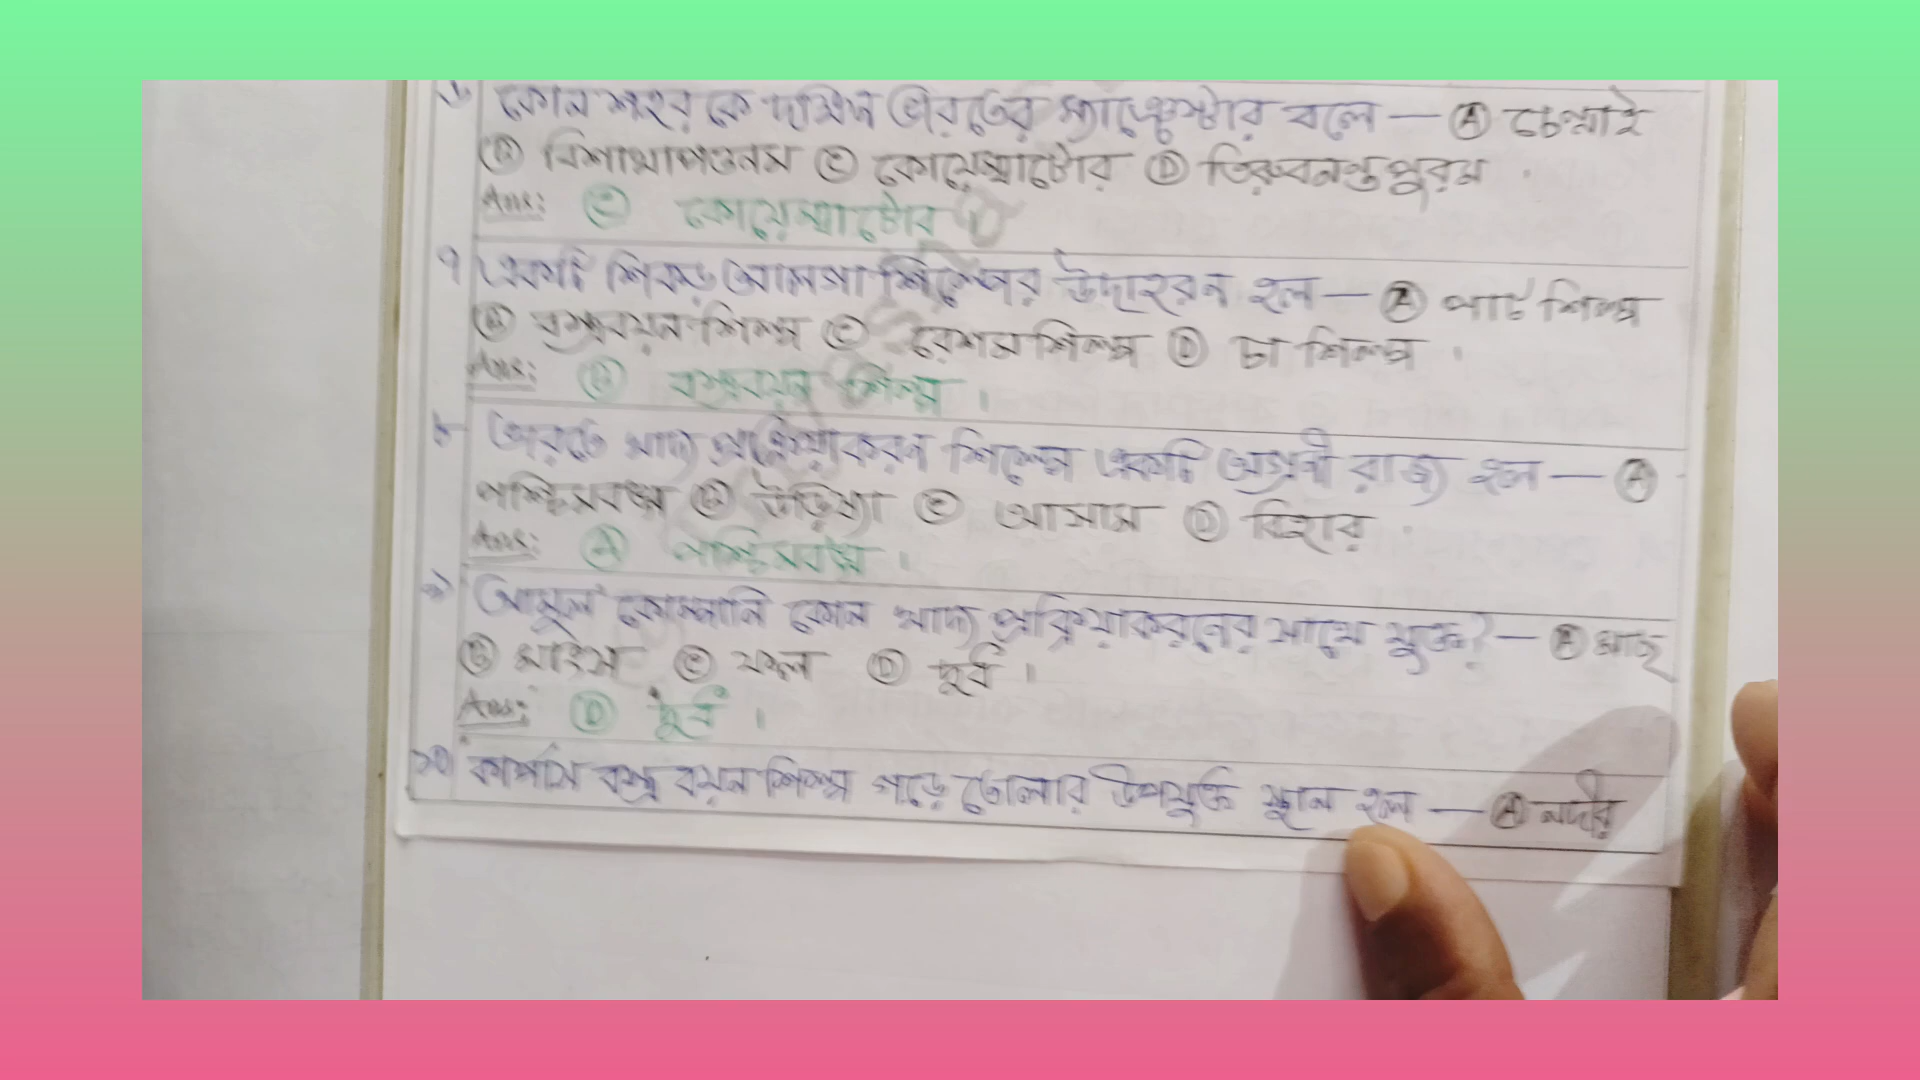 ৬ কোন শহর কে দক্ষিন ভারতের ম্যাঞ্চেস্টার বলে — Ⓐ চেন্নাই
Ⓑ বিশাখাপত্তনম Ⓒ কোয়েম্বাটোর Ⓓ তিরুবনন্তপুরম .
Ans: Ⓒ কোয়েম্বাটোর ।
৭ একটি শিকড় আলগা শিল্পের উদাহরন হল — Ⓐ পাট শিল্প
Ⓑ বস্ত্রবয়ন শিল্প Ⓒ রেশম শিল্প Ⓓ চা শিল্প ।
Ans: Ⓑ বস্ত্রবয়ন শিল্প ।
৮ ভারতে খাদ্য প্রক্রিয়াকরন শিল্পে একটি অগ্রনী রাজ্য হল — Ⓐ
পশ্চিমবঙ্গ Ⓑ উড়িষ্যা Ⓒ আসাম Ⓓ বিহার .
Ans: Ⓐ পশ্চিমবঙ্গ ।
৯ আমুল কোম্পানি কোন খাদ্য প্রক্রিয়াকরনের সাথে যুক্ত? — Ⓐ মাছ
Ⓑ মাংস Ⓒ ফল Ⓓ দুধ ।
Ans: Ⓓ দুধ ।
১০ কার্পাস বস্ত্র বয়ন শিল্প গড়ে তোলার উপযুক্ত স্থান হল — Ⓐ নদীর